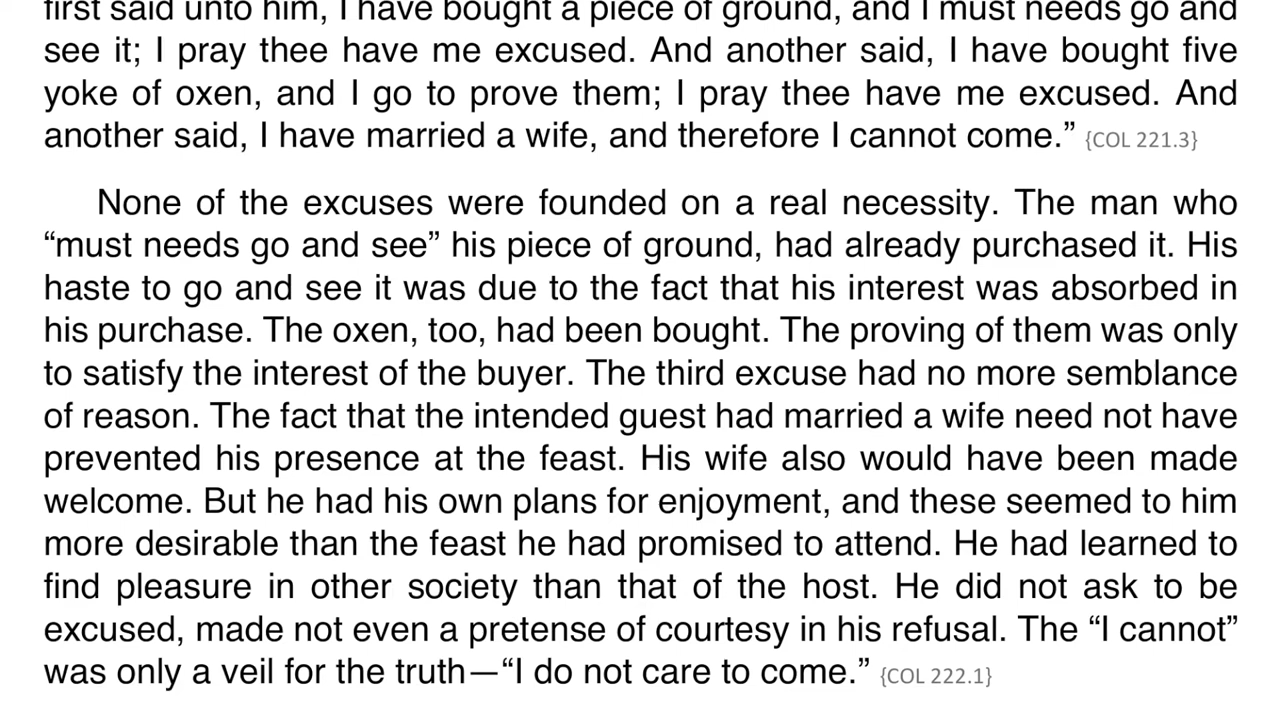 first said unto him, I have bought a piece of ground, and I must needs go and
see it; I pray thee have me excused. And another said, I have bought five
yoke of oxen, and I go to prove them; I pray thee have me excused. And
another said, I have married a wife, and therefore I cannot come.” {COL 221.3}
None of the excuses were founded on a real necessity. The man who
“must needs go and see” his piece of ground, had already purchased it. His
haste to go and see it was due to the fact that his interest was absorbed in
his purchase. The oxen, too, had been bought. The proving of them was only
to satisfy the interest of the buyer. The third excuse had no more semblance
of reason. The fact that the intended guest had married a wife need not have
prevented his presence at the feast. His wife also would have been made
welcome. But he had his own plans for enjoyment, and these seemed to him
more desirable than the feast he had promised to attend. He had learned to
find pleasure in other society than that of the host. He did not ask to be
excused, made not even a pretense of courtesy in his refusal. The “I cannot”
was only a veil for the truth—“I do not care to come.” {COL 222.1}